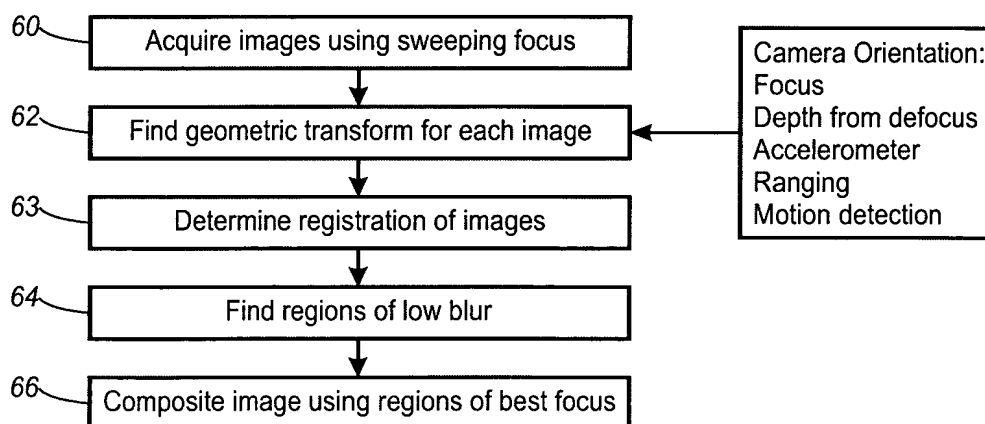 60
Acquire images using sweeping focus
62
Find geometric transform for each image
63
Determine registration of images
64
Find regions of low blur
66
Composite image using regions of best focus
Camera Orientation:
Focus
Depth from defocus
Accelerometer
Ranging
Motion detection